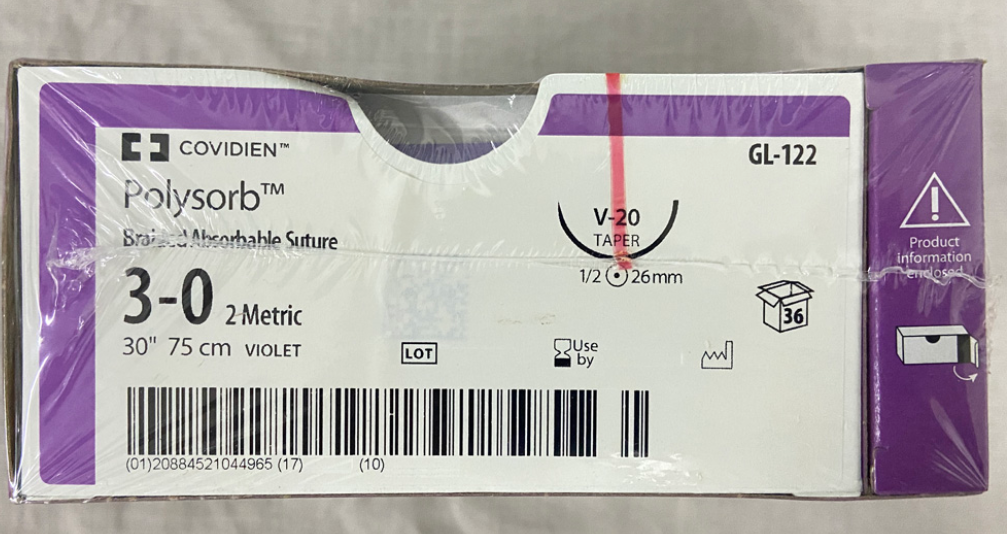 COVIDIEN™
GL-122
Polysorb™
Braided Absorbable Suture
V-20
TAPER
1/2 26mm
3-0 2 Metric
30" 75 cm VIOLET
36
LOT
Use
by
(01)20884521044965 (17) (10)
Product
information
enclosed